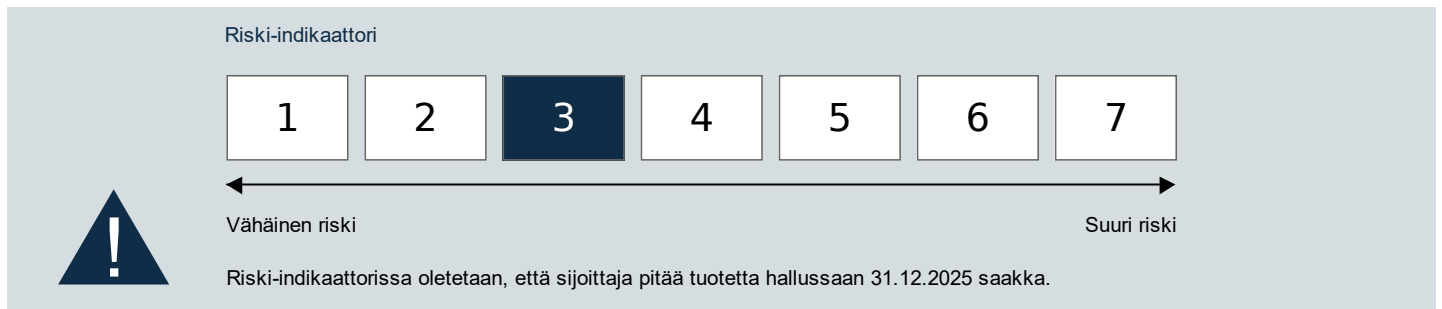 Riski-indikaattori
1 2 3 4 5 6 7
Vähäinen riski Suuri riski
!
Riski-indikaattorissa oletetaan, että sijoittaja pitää tuotetta hallussaan 31.12.2025 saakka.